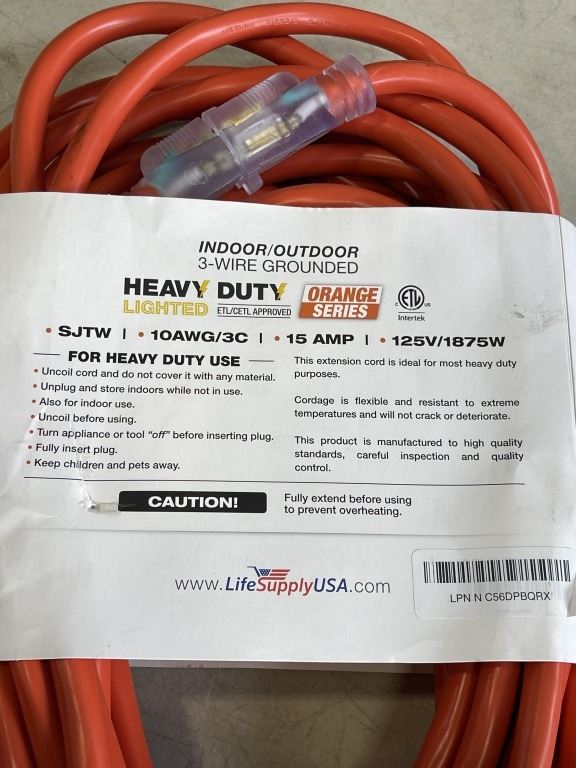 INDOOR/OUTDOOR
3-WIRE GROUNDED
HEAVY DUTY
LIGHTED
ETL/CETL APPROVED
ORANGE
SERIES
ETL
C US
Intertek
• SJTW | • 10AWG/3C | • 15 AMP | • 125V/1875W
FOR HEAVY DUTY USE
• Uncoil cord and do not cover it with any material.
• Unplug and store indoors while not in use.
• Also for indoor use.
• Uncoil before using.
• Turn appliance or tool "off" before inserting plug.
• Fully insert plug.
• Keep children and pets away.
This extension cord is ideal for most heavy duty
purposes.
Cordage is flexible and resistant to extreme
temperatures and will not crack or deteriorate.
This product is manufactured to high quality
standards, careful inspection and quality
control.
CAUTION!
Fully extend before using
to prevent overheating.
www.LifeSupplyUSA.com
LPN N C56DPBQRX